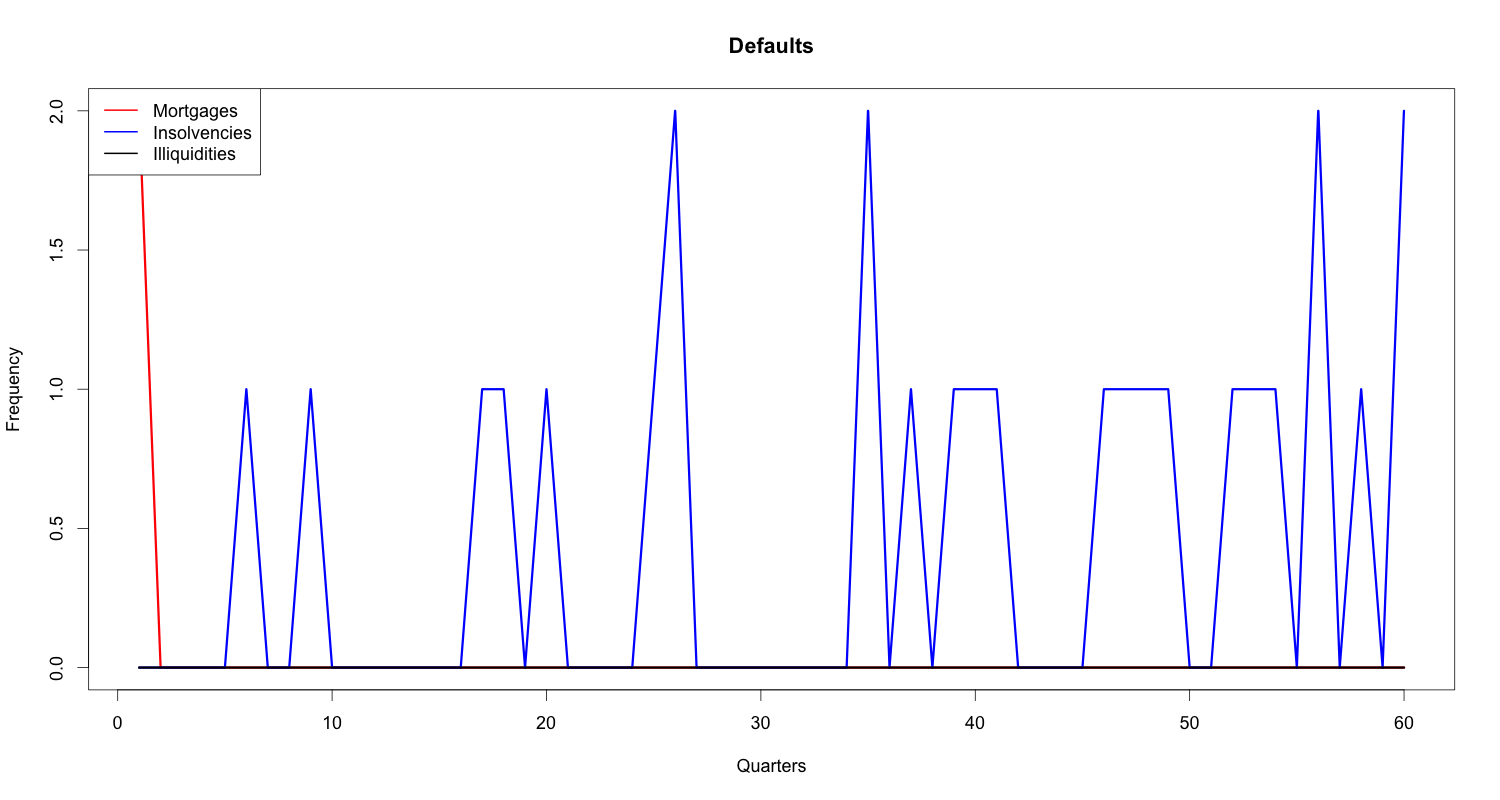 Defaults
Mortgages
Insolvencies
Illiquidities
Frequency
2.0
1.5
1.0
0.5
0.0
0 10 20 30 40 50 60
Quarters